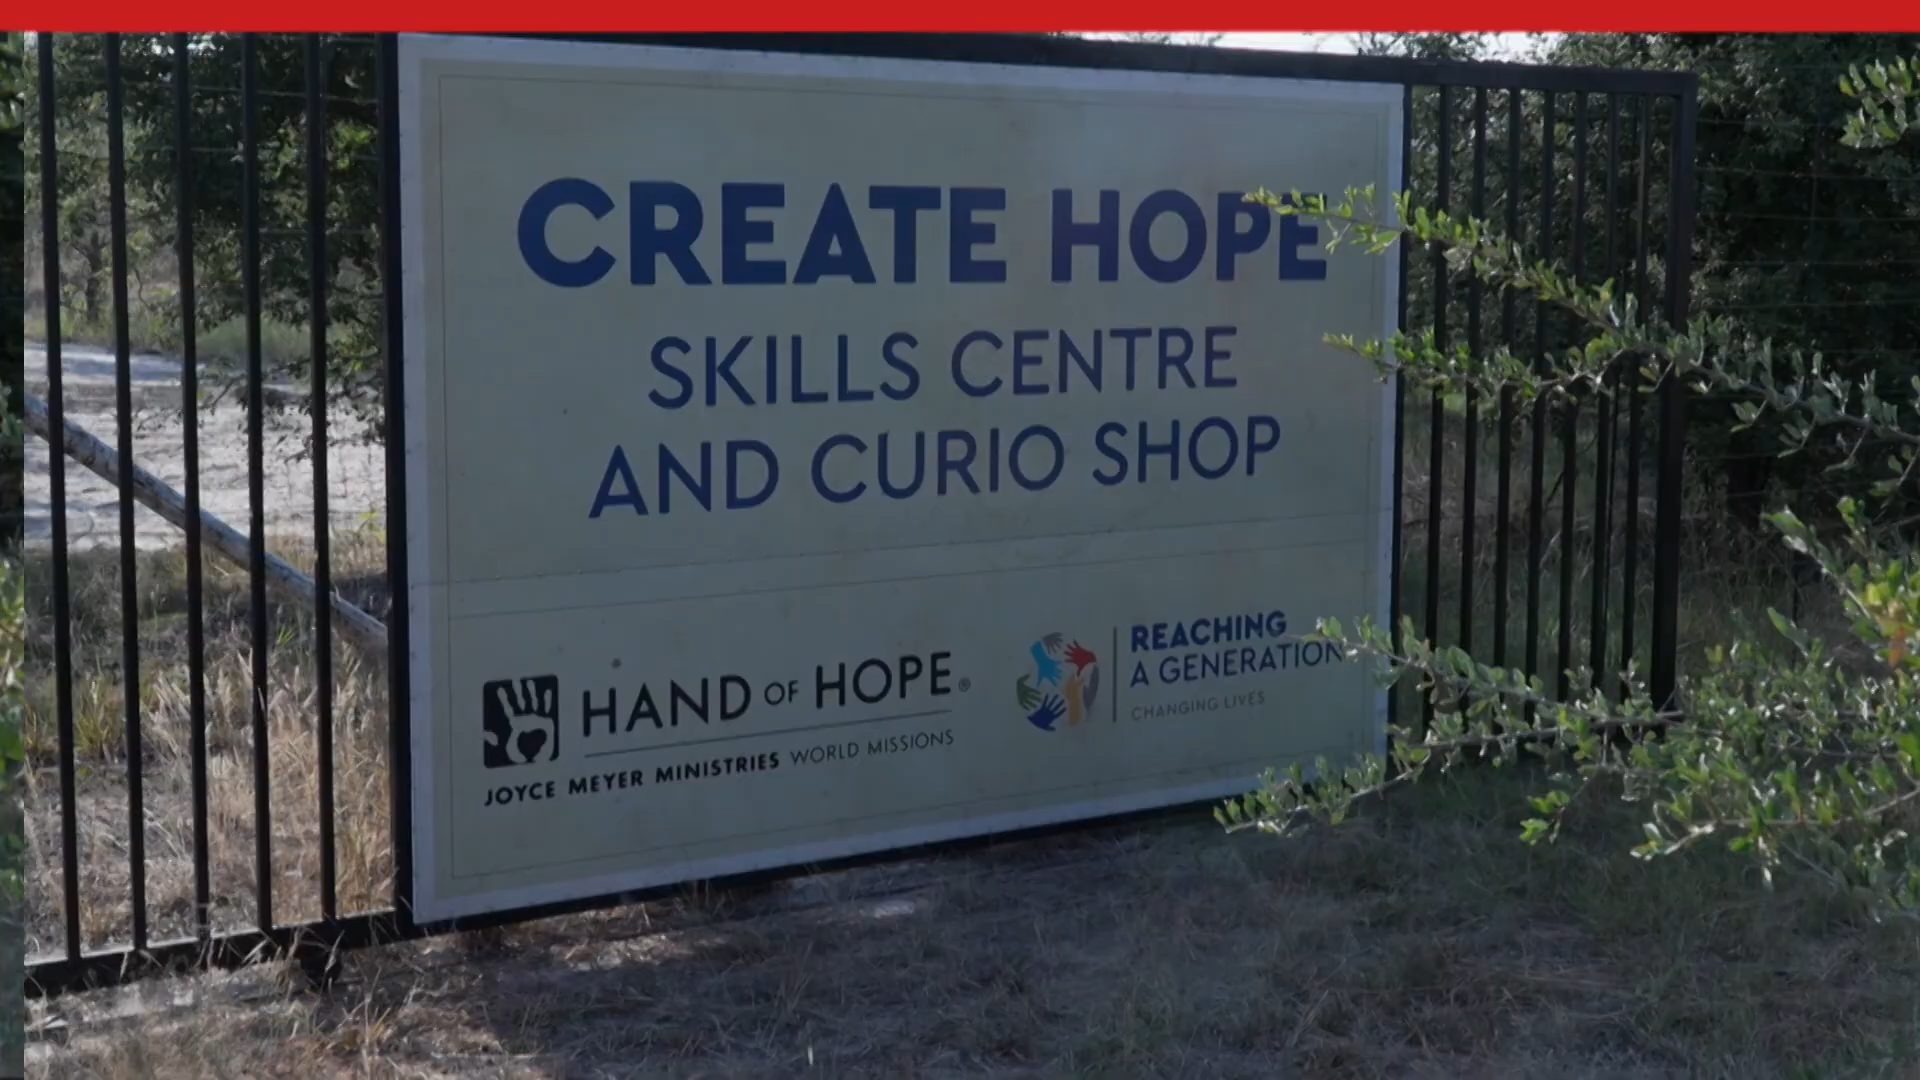 CREATE HOPE
SKILLS CENTRE
AND CURIO SHOP
HAND OF HOPE®
JOYCE MEYER MINISTRIES WORLD MISSIONS
REACHING
A GENERATION
CHANGING LIVES